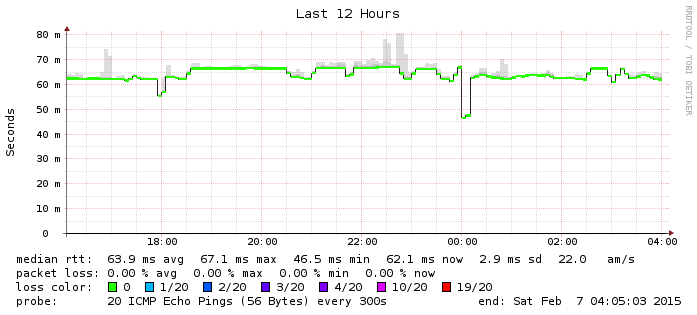 Last 12 Hours
RRDTOOL / TOBI OETIKER
Seconds
80 m
70 m
60 m
50 m
40 m
30 m
20 m
10 m
0
18:00 20:00 22:00 00:00 02:00 04:00
median rtt: 63.9 ms avg 67.1 ms max 46.5 ms min 62.1 ms now 2.9 ms sd 22.0 am/s
packet loss: 0.00 % avg 0.00 % max 0.00 % min 0.00 % now
loss color: 0 1/20 2/20 3/20 4/20 10/20 19/20
probe: 20 ICMP Echo Pings (56 Bytes) every 300s end: Sat Feb 7 04:05:03 2015